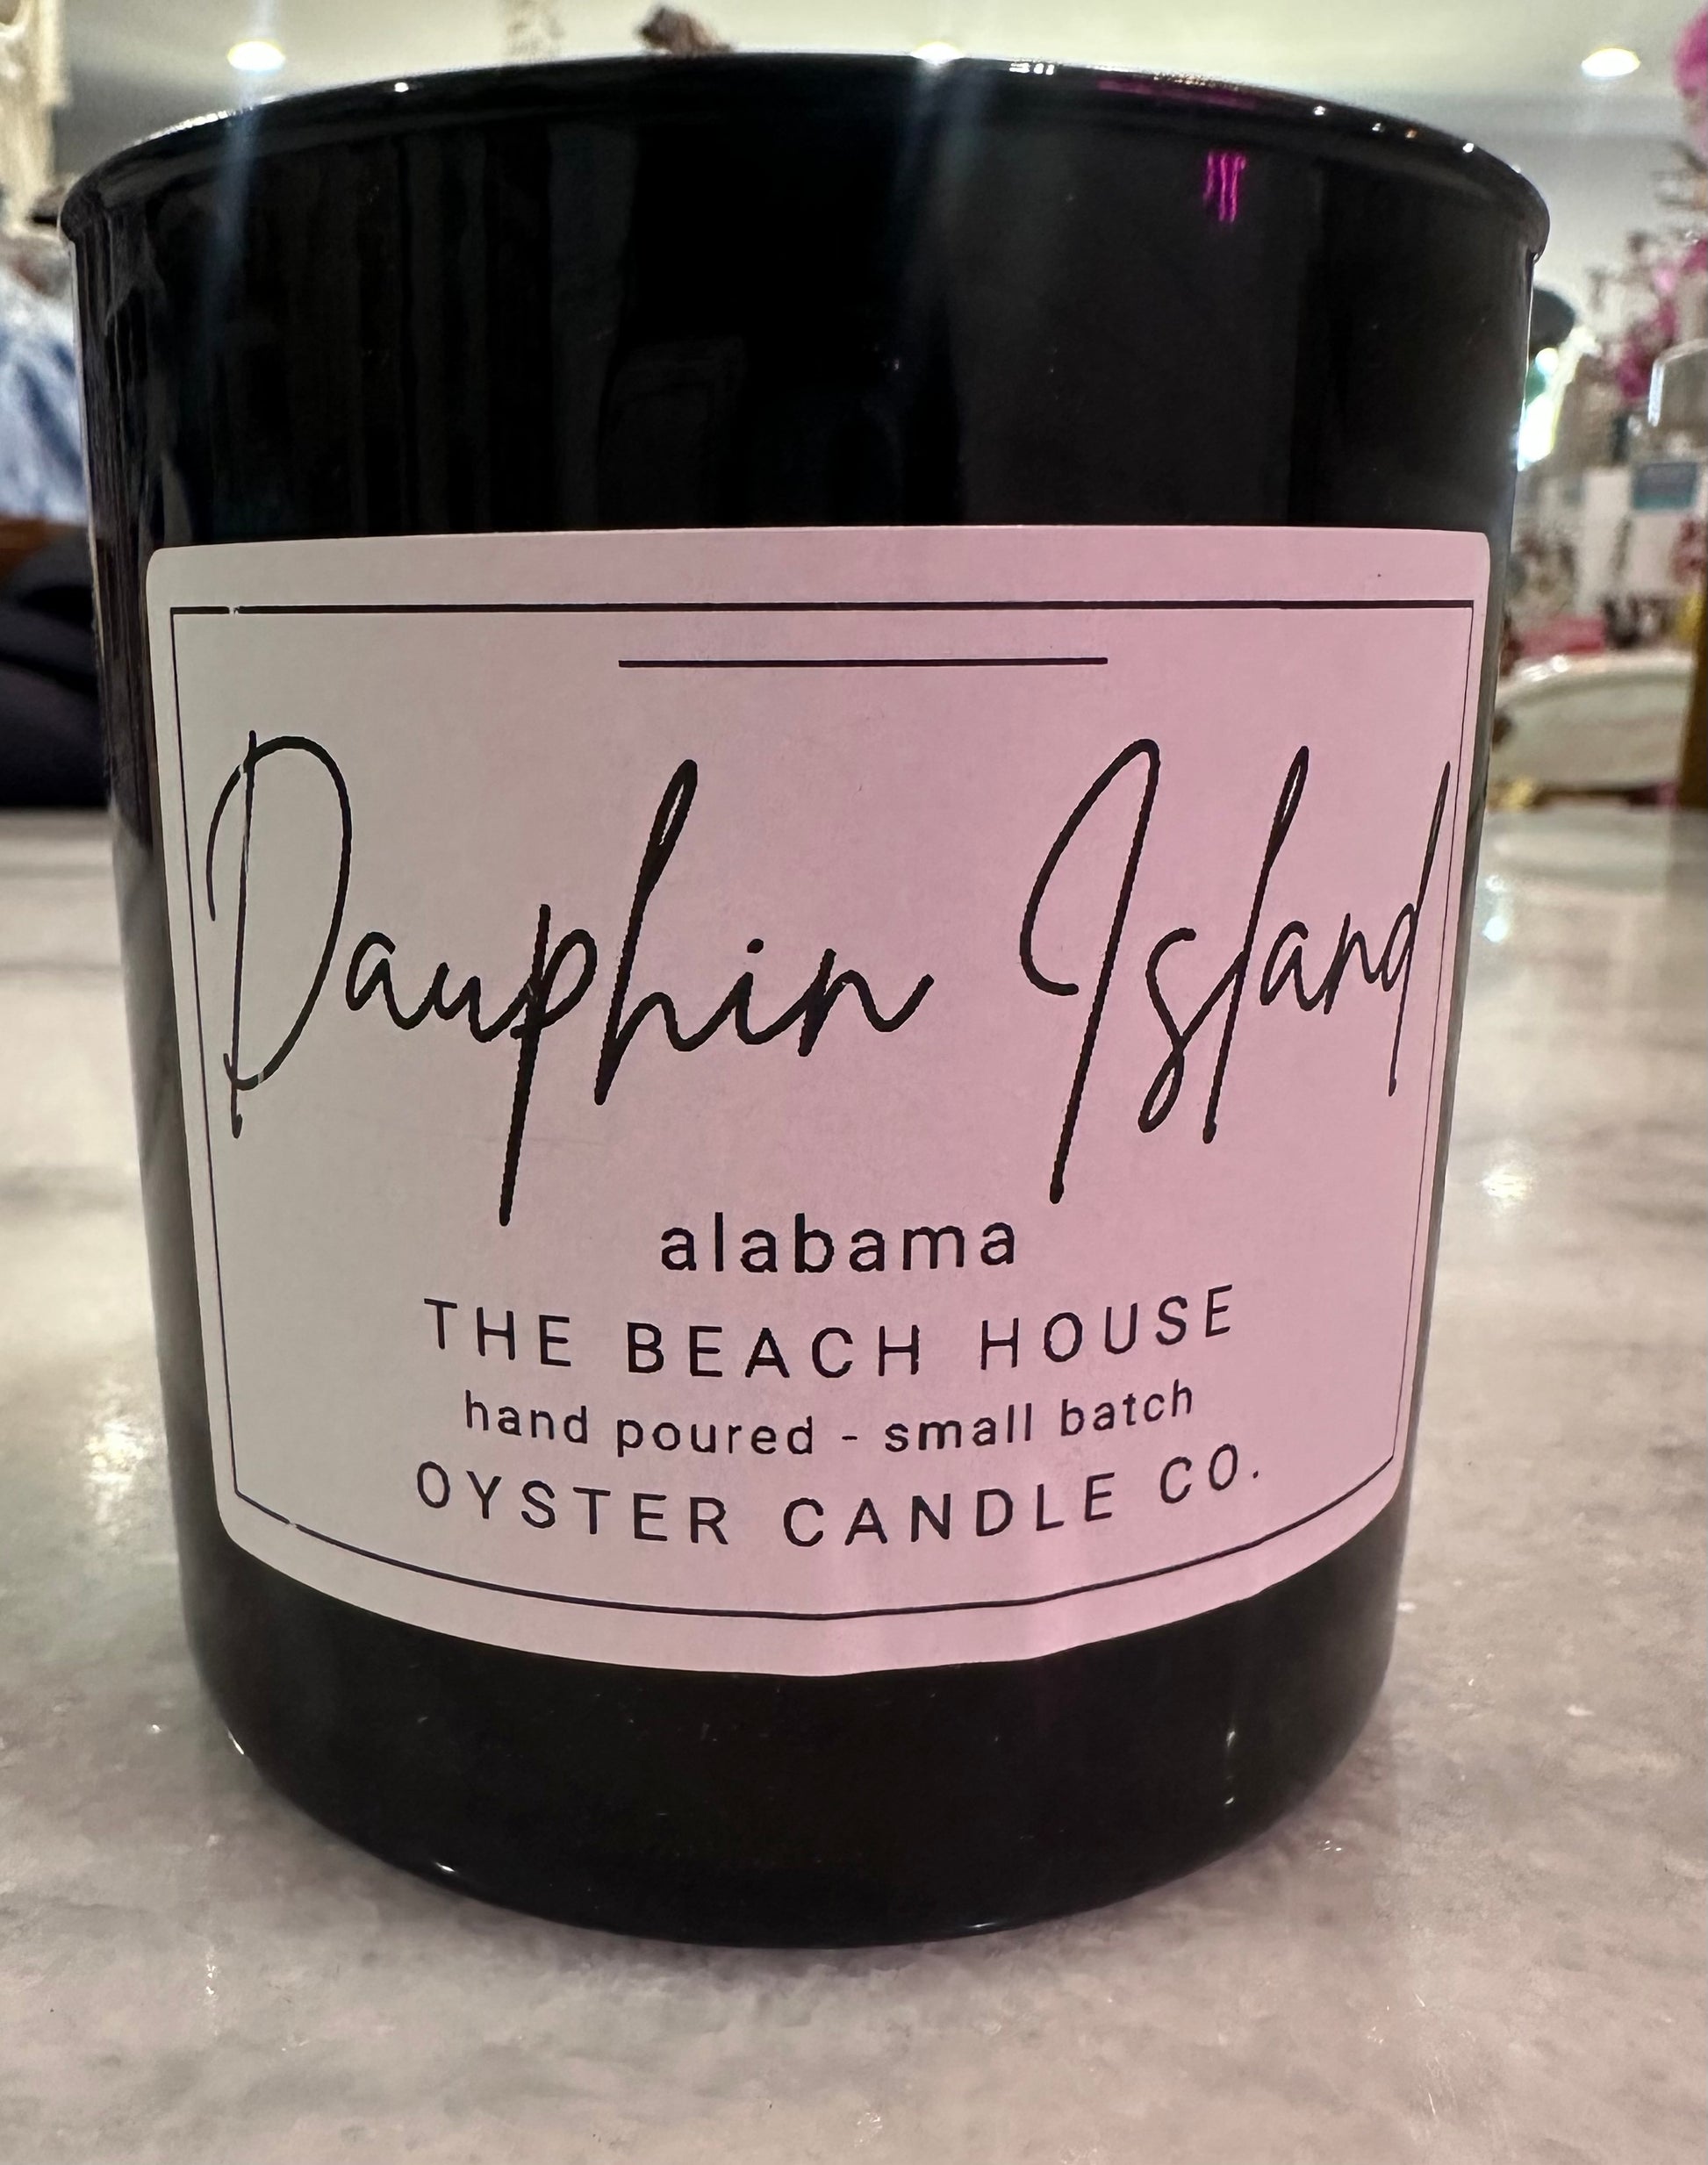 Dauphin Island
alabama
THE BEACH HOUSE
hand poured - small batch
OYSTER CANDLE CO.